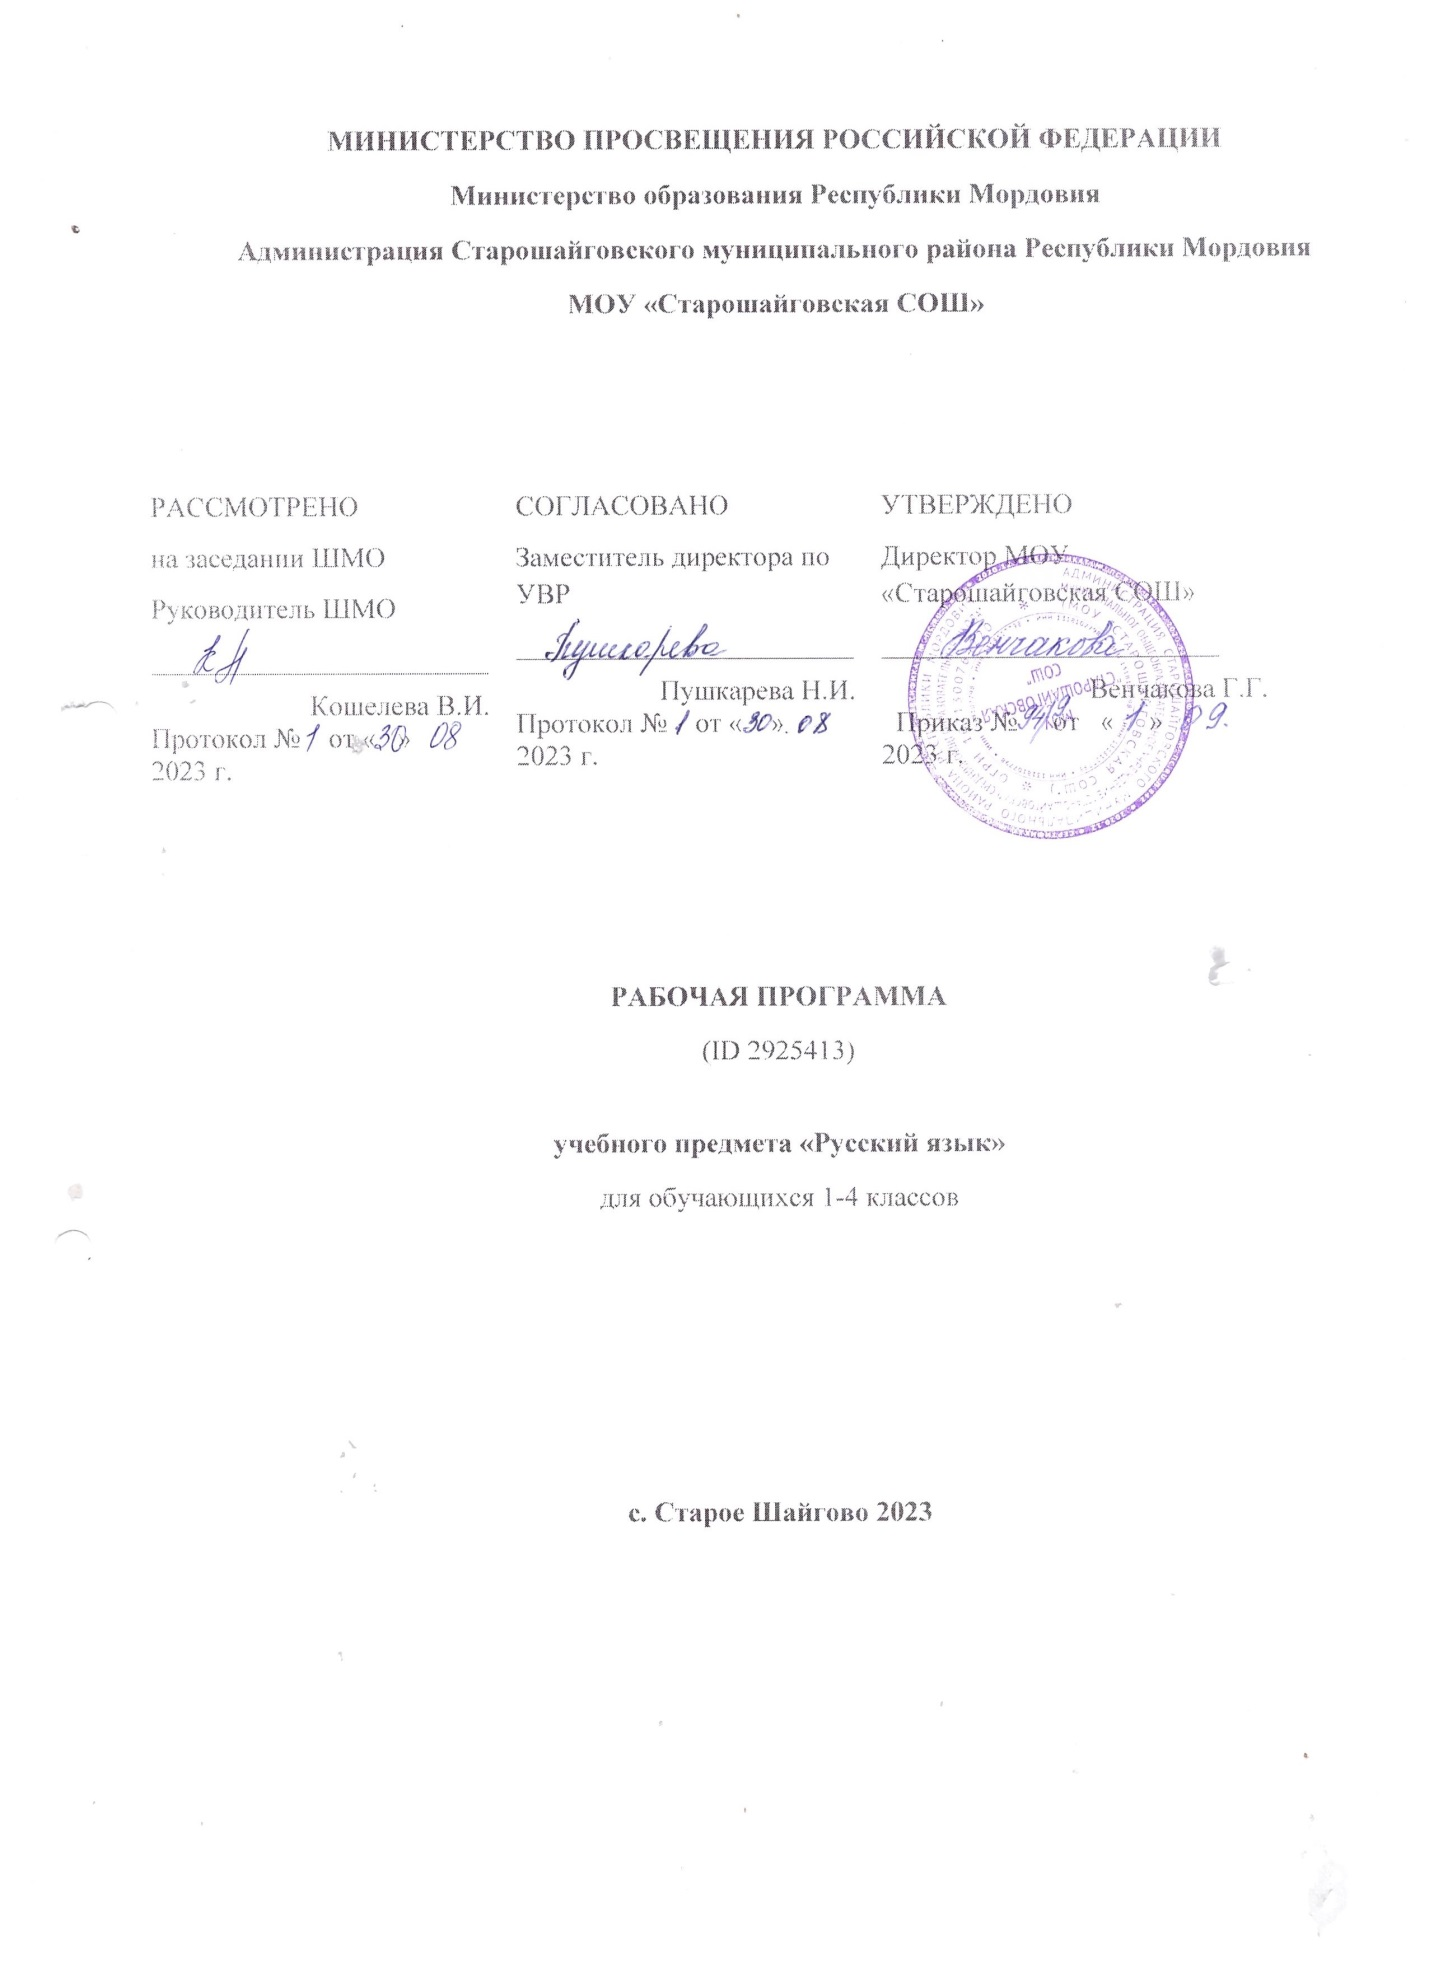 МИНИСТЕРСТВО ПРОСВЕЩЕНИЯ РОССИЙСКОЙ ФЕДЕРАЦИИ
Министерство образования Республики Мордовия
Администрация Старошайговского муниципального района Республики Мордовия
МОУ «Старошайговская СОШ»
РАССМОТРЕНО
на заседании ШМО
Руководитель ШМО
Кошелева В.И.
Протокол № 1 от «30» 08
2023 г.
СОГЛАСОВАНО
Заместитель директора по
УВР
Пушкарева
Пушкарева Н.И.
Протокол № 1 от «30». 08
2023 г.
УТВЕРЖДЕНО
Директор МОУ
«Старошайговская СОШ»
Венчакова
Венчакова Г.Г.
Приказ № от « 1 » 09.
2023 г.
МОУ
"СТАРОШАЙГОВСКАЯ
СОШ"
РАБОЧАЯ ПРОГРАММА
(ID 2925413)
учебного предмета «Русский язык»
для обучающихся 1-4 классов
с. Старое Шайгово 2023